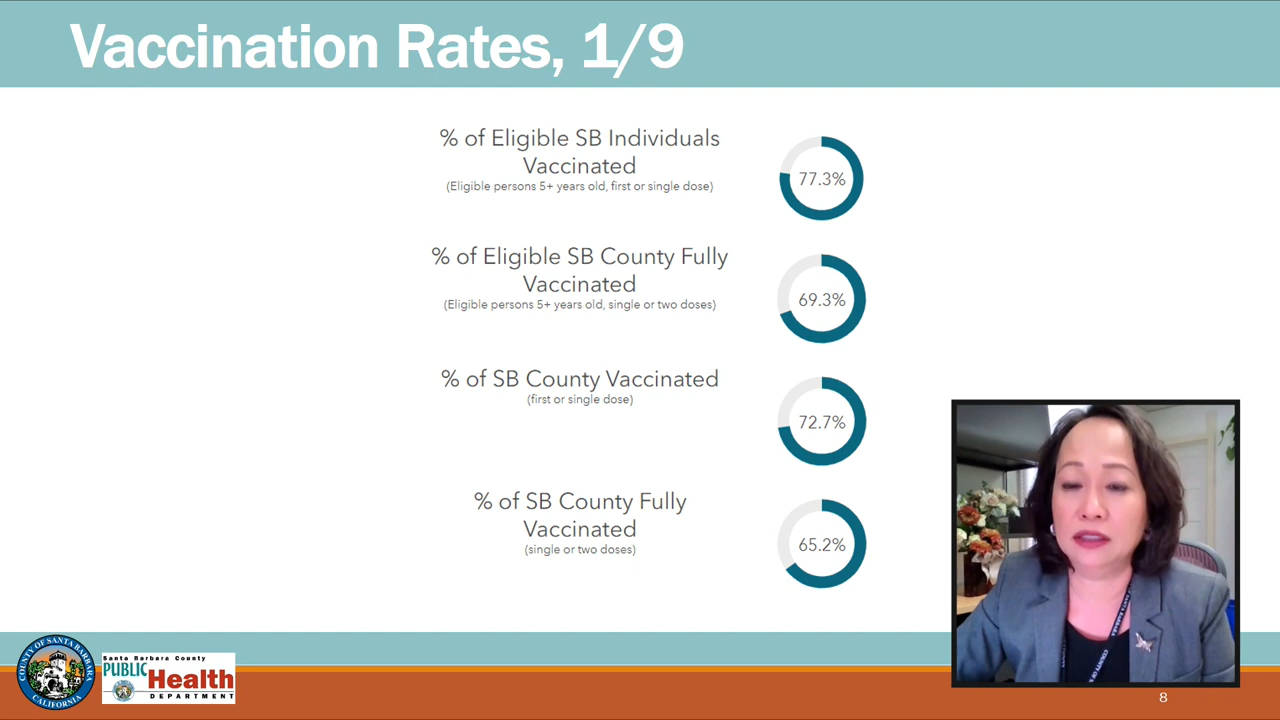 Vaccination Rates, 1/9
% of Eligible SB Individuals
Vaccinated
(Eligible persons 5+ years old, first or single dose)
77.3%
% of Eligible SB County Fully
Vaccinated
(Eligible persons 5+ years old, single or two doses)
69.3%
% of SB County Vaccinated
(first or single dose)
72.7%
% of SB County Fully
Vaccinated
(single or two doses)
65.2%
COUNTY OF SANTA BARBARA
CALIFORNIA
Santa Barbara County
PUBLIC
Health
DEPARTMENT
8